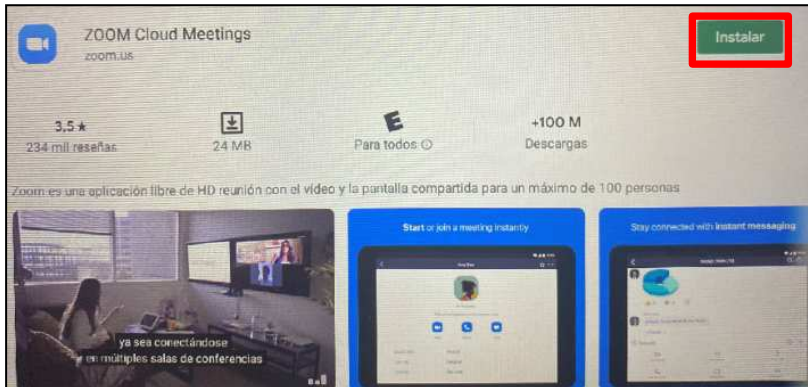 ZOOM Cloud Meetings
zoom.us
Instalar
3,5★
234 mil reseñas
24 MB
Para todos
+100 M
Descargas
Zoom es una aplicación libre de HD reunión con el vídeo y la pantalla compartida para un máximo de 100 personas
ya sea conectándose
en múltiples salas de conferencias
Start or join a meeting instantly
Stay connected with instant messaging